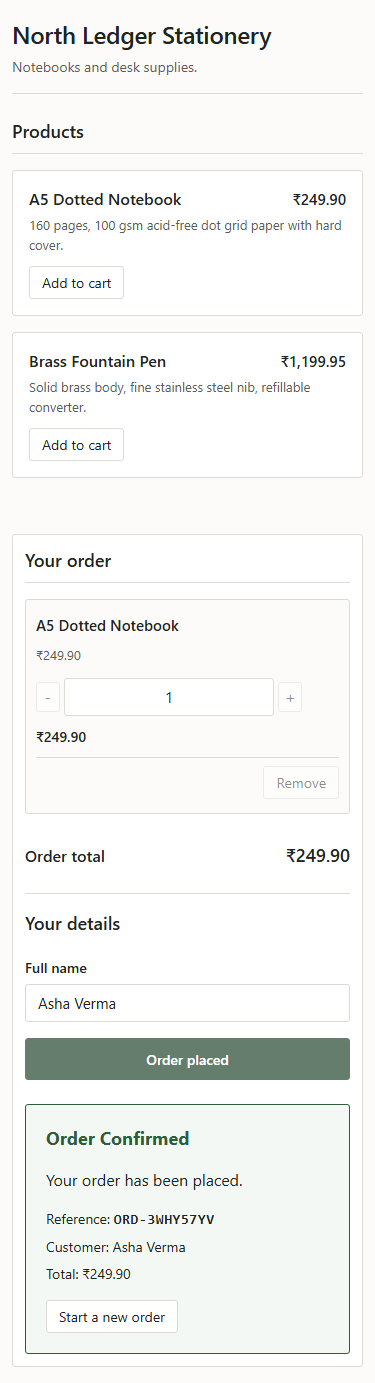 North Ledger Stationery
Notebooks and desk supplies.
Products
A5 Dotted Notebook ₹249.90
160 pages, 100 gsm acid-free dot grid paper with hard
cover.
Add to cart
Brass Fountain Pen ₹1,199.95
Solid brass body, fine stainless steel nib, refillable
converter.
Add to cart
Your order
A5 Dotted Notebook
₹249.90
- 1 +
₹249.90
Remove
Order total ₹249.90
Your details
Full name
Asha Verma
Order placed
Order Confirmed
Your order has been placed.
Reference: ORD-3WHY57YV
Customer: Asha Verma
Total: ₹249.90
Start a new order